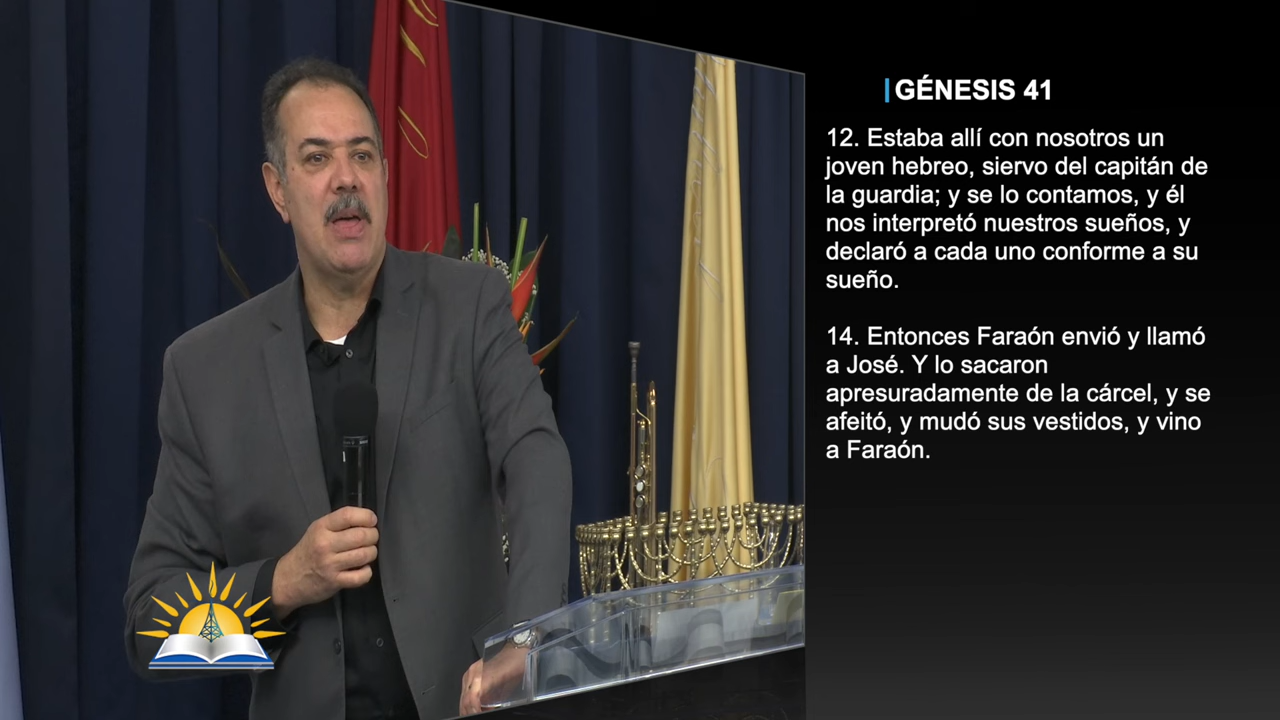 GÉNESIS 41
12. Estaba allí con nosotros un
joven hebreo, siervo del capitán de
la guardia; y se lo contamos, y él
nos interpretó nuestros sueños, y
declaró a cada uno conforme a su
sueño.
14. Entonces Faraón envió y llamó
a José. Y lo sacaron
apresuradamente de la cárcel, y se
afeitó, y mudó sus vestidos, y vino
a Faraón.